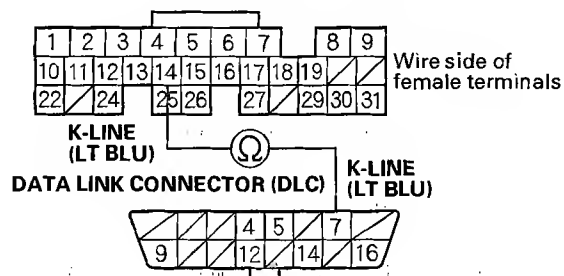 1 2 3 4 5 6 7 8 9
10 11 12 13 14 15 16 17 18 19
22 24 25 26 27 29 30 31
Wire side of
female terminals
K-LINE
(LT BLU)
Ω
K-LINE
(LT BLU)
DATA LINK CONNECTOR (DLC)
4 5 7
9 12 14 16